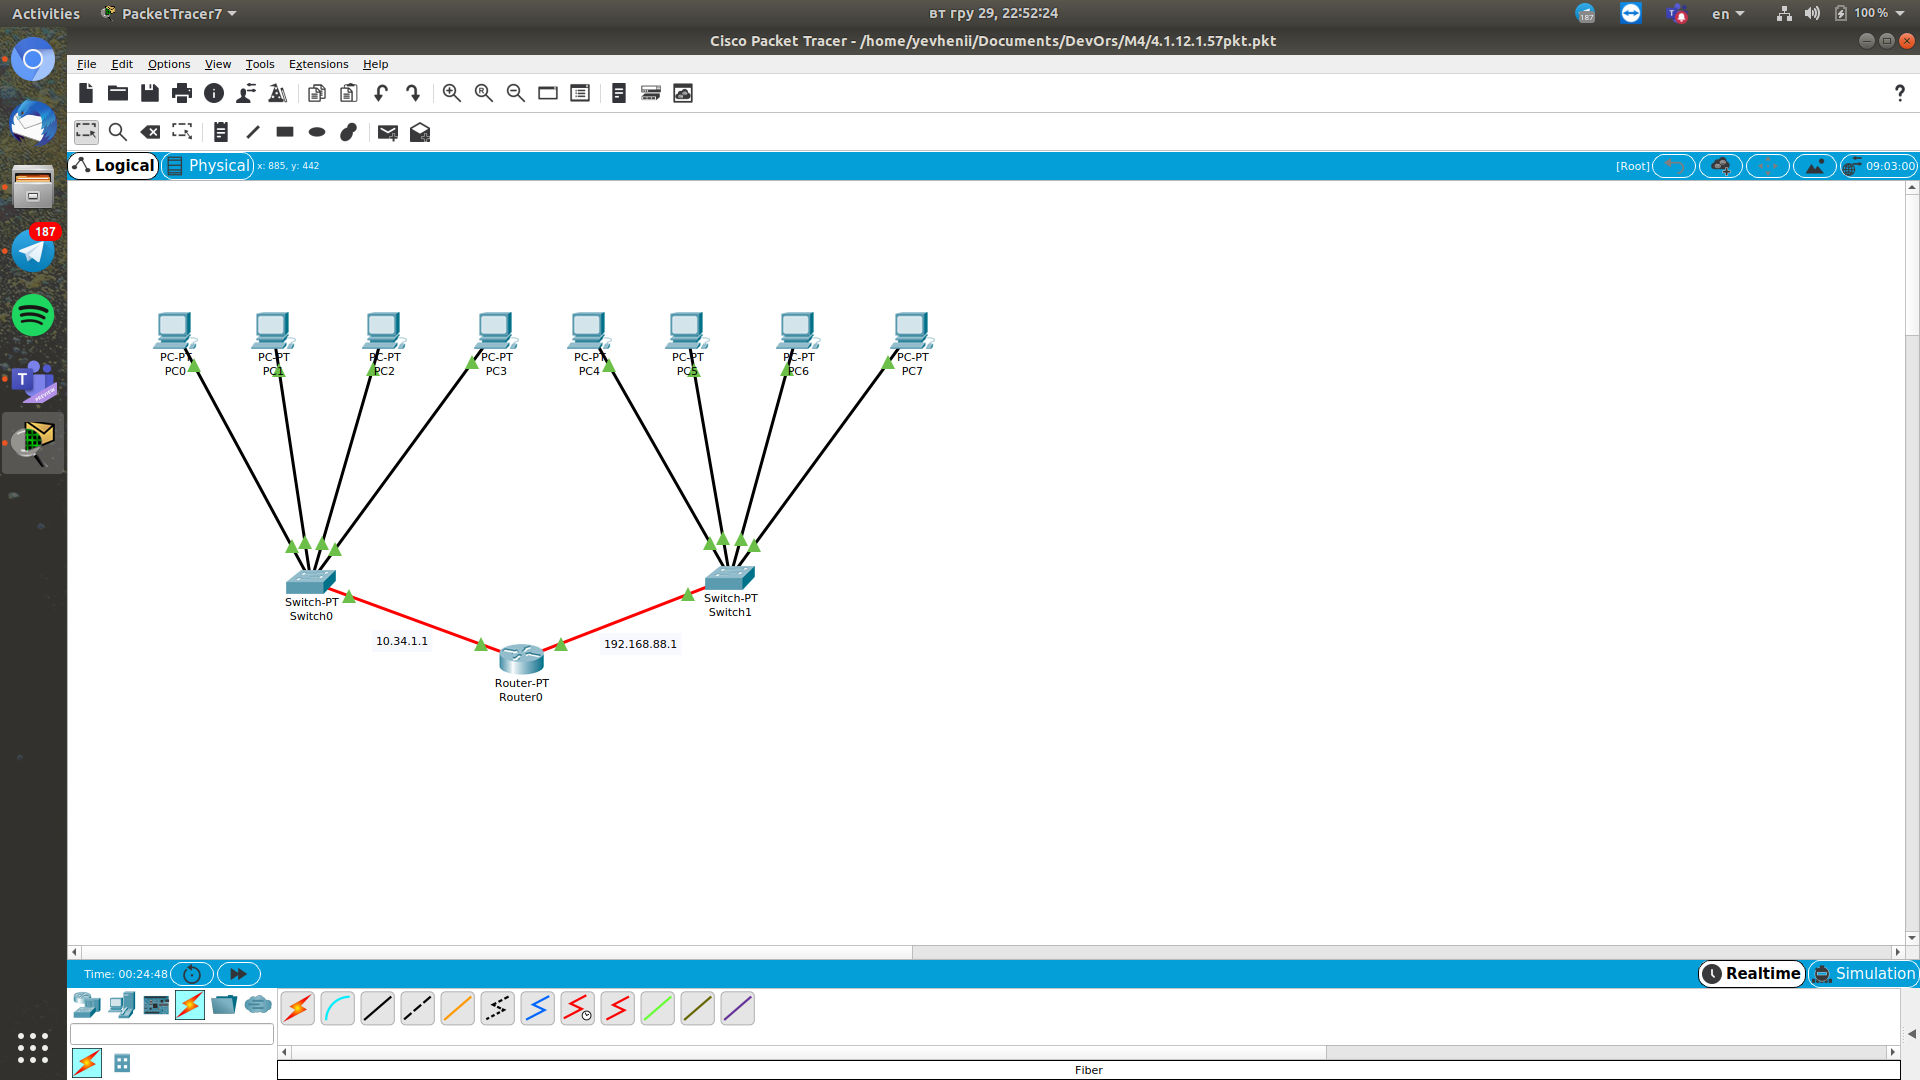 Activities PacketTracer7 вт гру 29, 22:52:24 187 en 100 %
Cisco Packet Tracer - /home/yevhenii/Documents/DevOrs/M4/4.1.12.1.57pkt.pkt
File Edit Options View Tools Extensions Help
?
Logical Physical x: 885, y: 442 [Root] 09:03:00
187
PC-PT PC-PT PC-PT PC-PT PC-PT PC-PT PC-PT PC-PT
PC0 PC1 PC2 PC3 PC4 PC5 PC6 PC7
Switch-PT Switch-PT
Switch0 Switch1
10.34.1.1 192.168.88.1
Router-PT
Router0
Time: 00:24:48 Realtime Simulation
Fiber